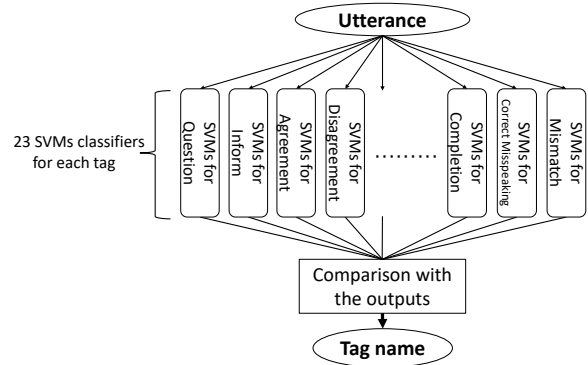 Utterance
23 SVMs classifiers
for each tag
SVMs for
Question
SVMs for
Inform
SVMs for
Agreement
SVMs for
Disagreement
.........
SVMs for
Completion
SVMs for
Correct Misspeaking
SVMs for
Mismatch
Comparison with
the outputs
Tag name